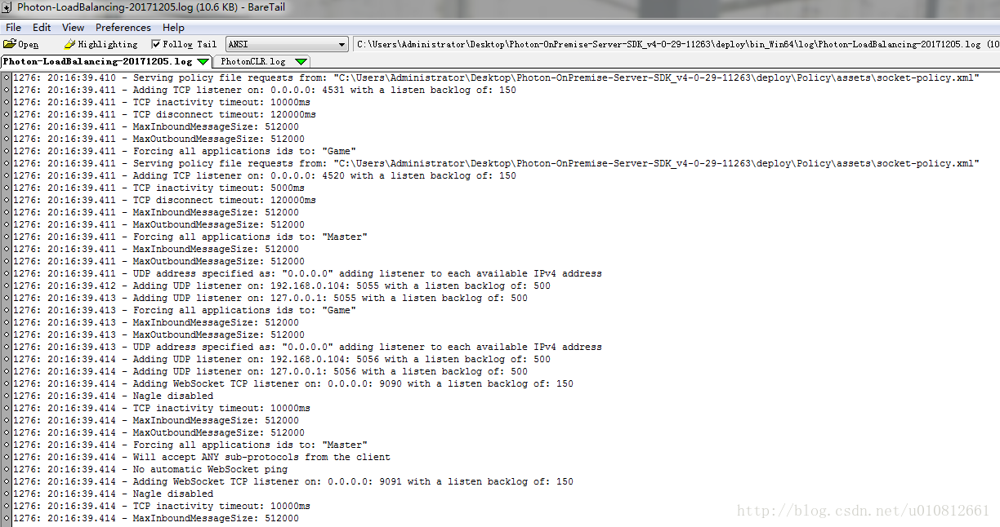 Photon-LoadBalancing-20171205.log (10.6 KB) - BareTail
File Edit View Preferences Help
Open Highlighting Follow Tail ANSI C:\Users\Administrator\Desktop\Photon-OnPremise-Server-SDK_v4-0-29-11263\deploy\bin_Win64\log\Photon-LoadBalancing-20171205.log (10
Photon-LoadBalancing-20171205.log PhotonCLR.log
1276: 20:16:39.410 - Serving policy file requests from: "C:\Users\Administrator\Desktop\Photon-OnPremise-Server-SDK_v4-0-29-11263\deploy\Policy\assets\socket-policy.xml"
1276: 20:16:39.411 - Adding TCP listener on: 0.0.0.0: 4531 with a listen backlog of: 150
1276: 20:16:39.411 - TCP inactivity timeout: 10000ms
1276: 20:16:39.411 - TCP disconnect timeout: 120000ms
1276: 20:16:39.411 - MaxInboundMessageSize: 512000
1276: 20:16:39.411 - MaxOutboundMessageSize: 512000
1276: 20:16:39.411 - Forcing all applications ids to: "Game"
1276: 20:16:39.411 - Serving policy file requests from: "C:\Users\Administrator\Desktop\Photon-OnPremise-Server-SDK_v4-0-29-11263\deploy\Policy\assets\socket-policy.xml"
1276: 20:16:39.411 - Adding TCP listener on: 0.0.0.0: 4520 with a listen backlog of: 150
1276: 20:16:39.411 - TCP inactivity timeout: 5000ms
1276: 20:16:39.411 - TCP disconnect timeout: 120000ms
1276: 20:16:39.411 - MaxInboundMessageSize: 512000
1276: 20:16:39.411 - MaxOutboundMessageSize: 512000
1276: 20:16:39.411 - Forcing all applications ids to: "Master"
1276: 20:16:39.411 - MaxInboundMessageSize: 512000
1276: 20:16:39.411 - MaxOutboundMessageSize: 512000
1276: 20:16:39.411 - UDP address specified as: "0.0.0.0" adding listener to each available IPv4 address
1276: 20:16:39.412 - Adding UDP listener on: 192.168.0.104: 5055 with a listen backlog of: 500
1276: 20:16:39.413 - Adding UDP listener on: 127.0.0.1: 5055 with a listen backlog of: 500
1276: 20:16:39.413 - Forcing all applications ids to: "Game"
1276: 20:16:39.413 - MaxInboundMessageSize: 512000
1276: 20:16:39.413 - MaxOutboundMessageSize: 512000
1276: 20:16:39.413 - UDP address specified as: "0.0.0.0" adding listener to each available IPv4 address
1276: 20:16:39.414 - Adding UDP listener on: 192.168.0.104: 5056 with a listen backlog of: 500
1276: 20:16:39.414 - Adding UDP listener on: 127.0.0.1: 5056 with a listen backlog of: 500
1276: 20:16:39.414 - Adding WebSocket TCP listener on: 0.0.0.0: 9090 with a listen backlog of: 150
1276: 20:16:39.414 - Nagle disabled
1276: 20:16:39.414 - TCP inactivity timeout: 10000ms
1276: 20:16:39.414 - MaxInboundMessageSize: 512000
1276: 20:16:39.414 - MaxOutboundMessageSize: 512000
1276: 20:16:39.414 - Forcing all applications ids to: "Master"
1276: 20:16:39.414 - Will accept ANY sub-protocols from the client
1276: 20:16:39.414 - No automatic WebSocket ping
1276: 20:16:39.414 - Adding WebSocket TCP listener on: 0.0.0.0: 9091 with a listen backlog of: 150
1276: 20:16:39.414 - Nagle disabled
1276: 20:16:39.414 - TCP inactivity timeout: 10000ms
1276: 20:16:39.414 - MaxInboundMessageSize: 512000
http://blog.csdn.net/u010812661